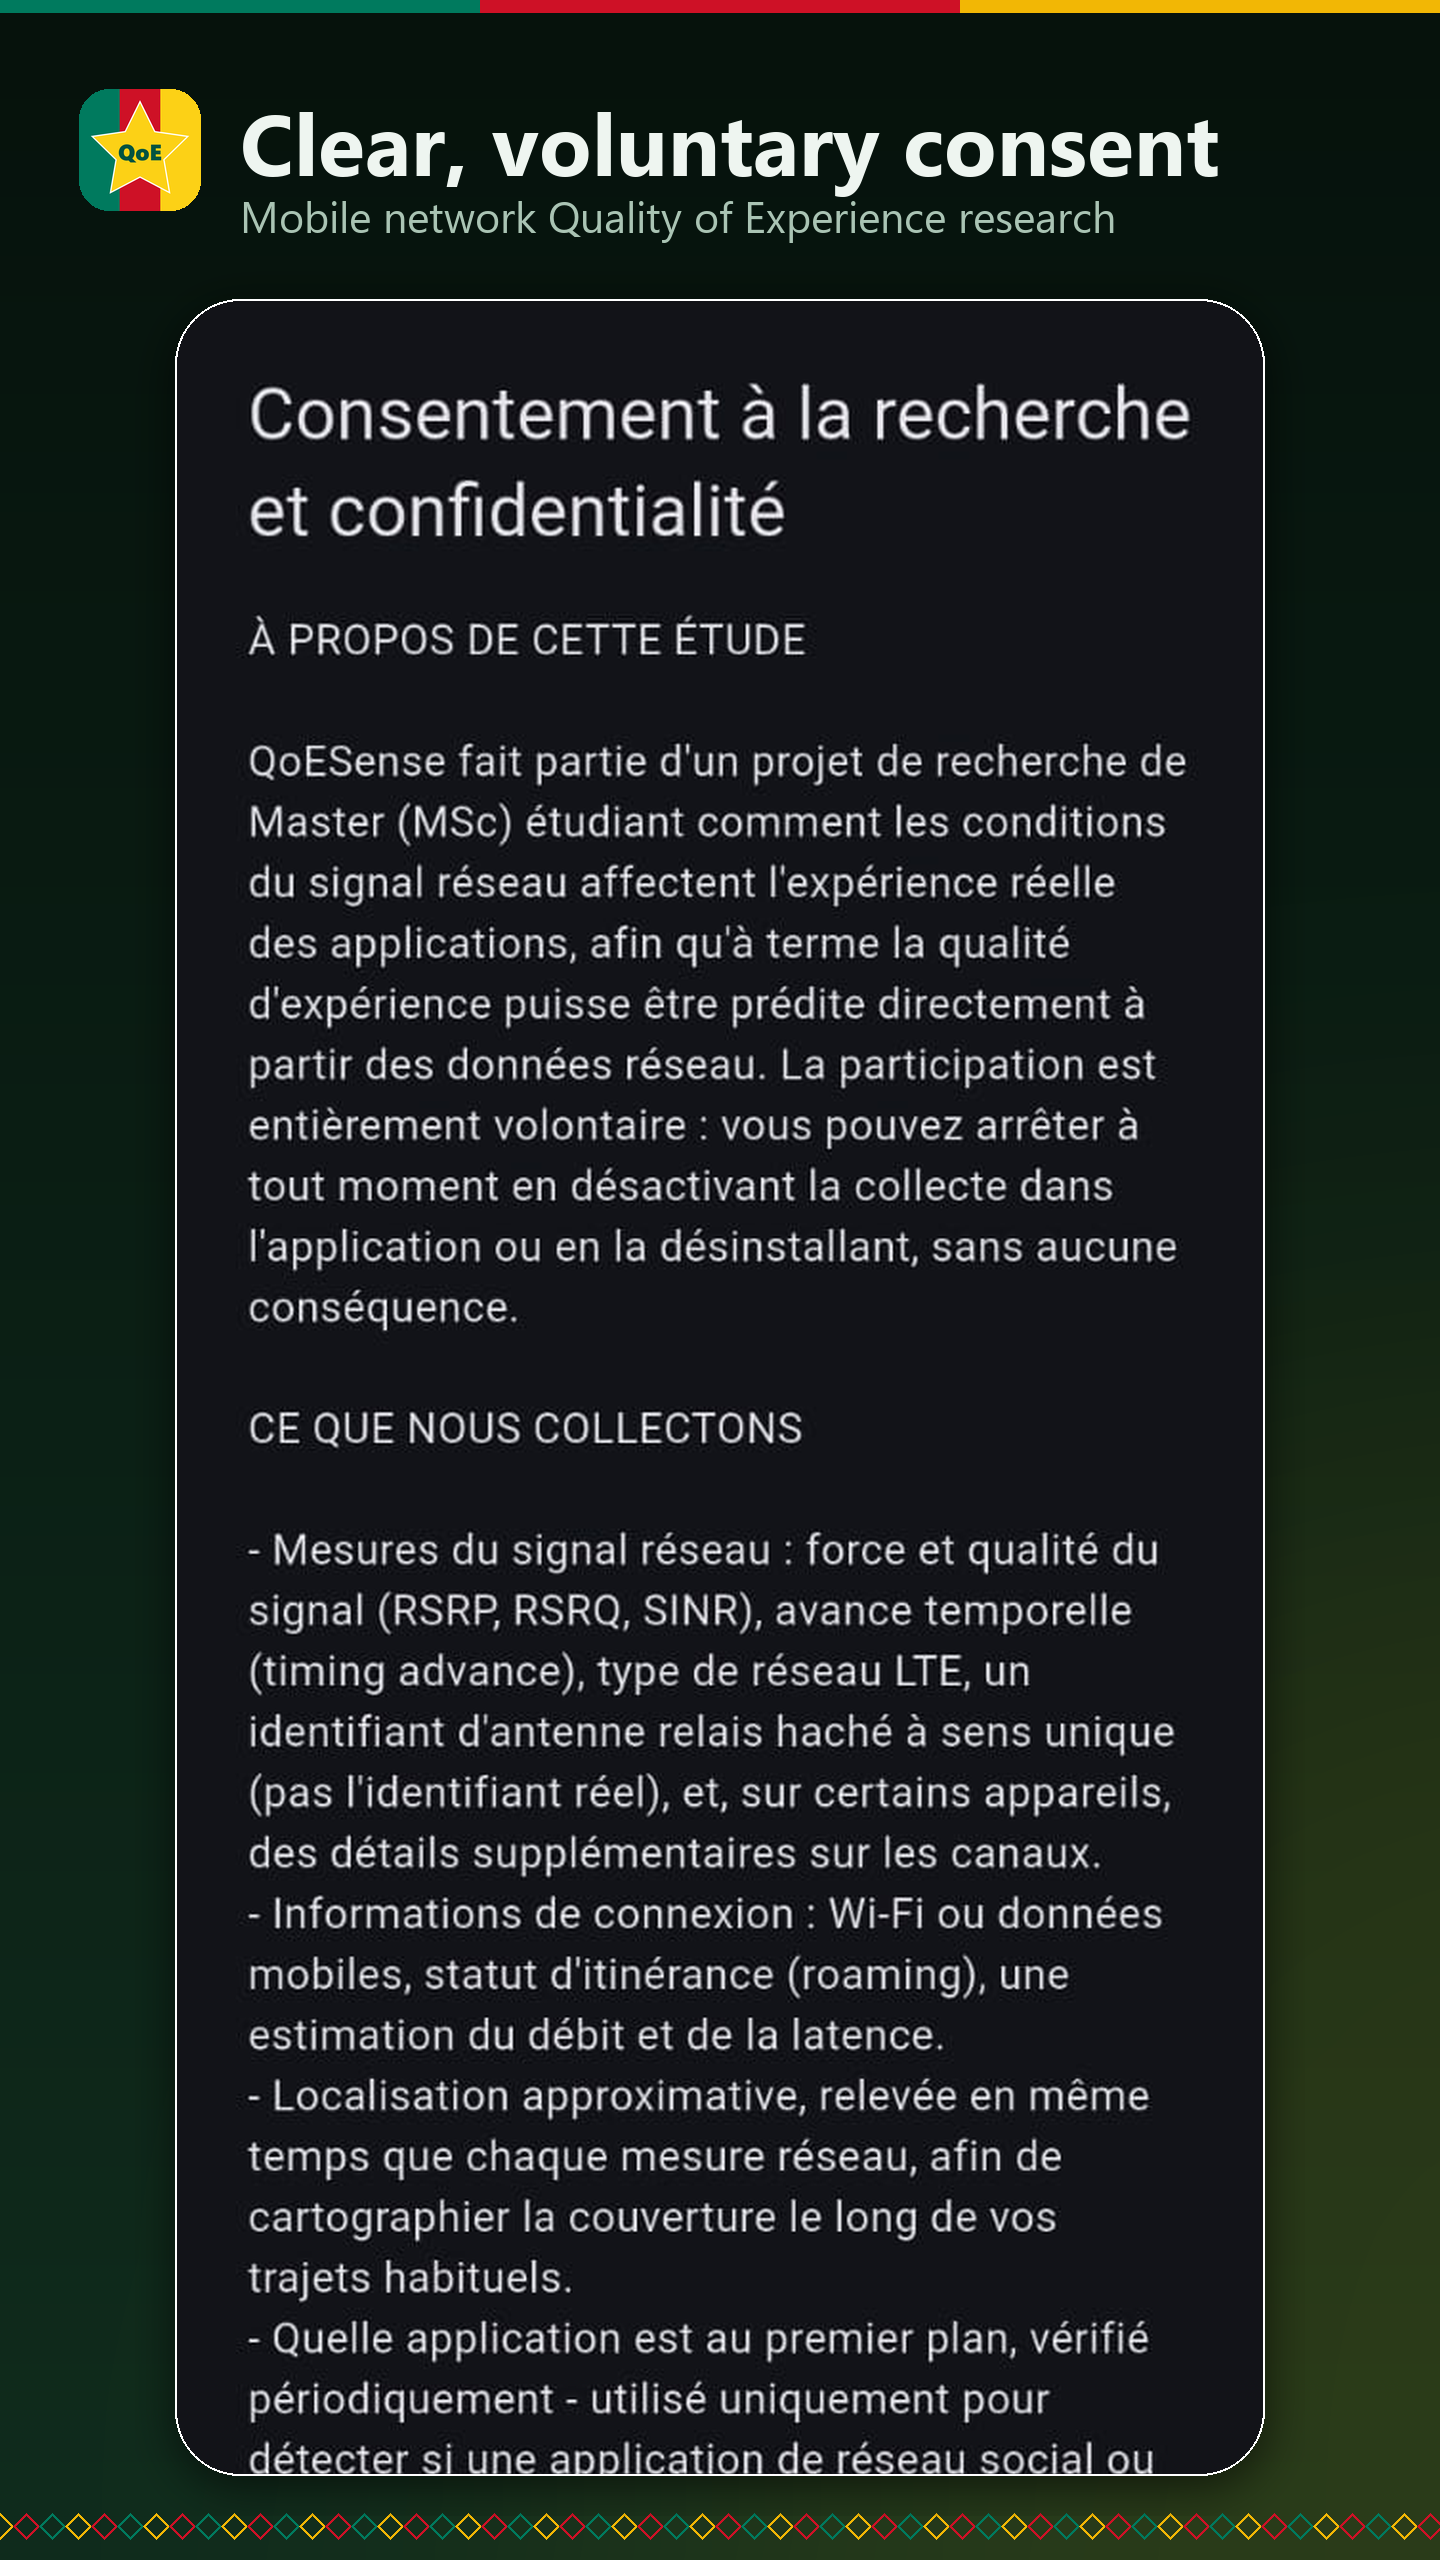 QoE
Clear, voluntary consent
Mobile network Quality of Experience research
Consentement à la recherche
et confidentialité
À PROPOS DE CETTE ÉTUDE
QoESense fait partie d'un projet de recherche de
Master (MSc) étudiant comment les conditions
du signal réseau affectent l'expérience réelle
des applications, afin qu'à terme la qualité
d'expérience puisse être prédite directement à
partir des données réseau. La participation est
entièrement volontaire : vous pouvez arrêter à
tout moment en désactivant la collecte dans
l'application ou en la désinstallant, sans aucune
conséquence.
CE QUE NOUS COLLECTONS
- Mesures du signal réseau : force et qualité du
signal (RSRP, RSRQ, SINR), avance temporelle
(timing advance), type de réseau LTE, un
identifiant d'antenne relais haché à sens unique
(pas l'identifiant réel), et, sur certains appareils,
des détails supplémentaires sur les canaux.
- Informations de connexion : Wi-Fi ou données
mobiles, statut d'itinérance (roaming), une
estimation du débit et de la latence.
- Localisation approximative, relevée en même
temps que chaque mesure réseau, afin de
cartographier la couverture le long de vos
trajets habituels.
- Quelle application est au premier plan, vérifié
périodiquement - utilisé uniquement pour
détecter si une application de réseau social ou